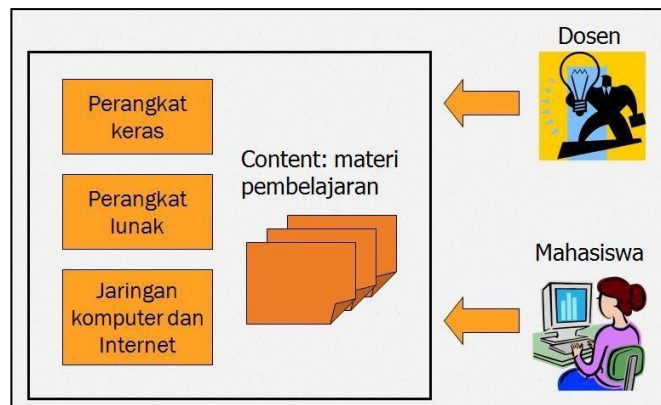 Dosen
Perangkat
keras
Content: materi
pembelajaran
Perangkat
lunak
Mahasiswa
Jaringan
komputer dan
Internet